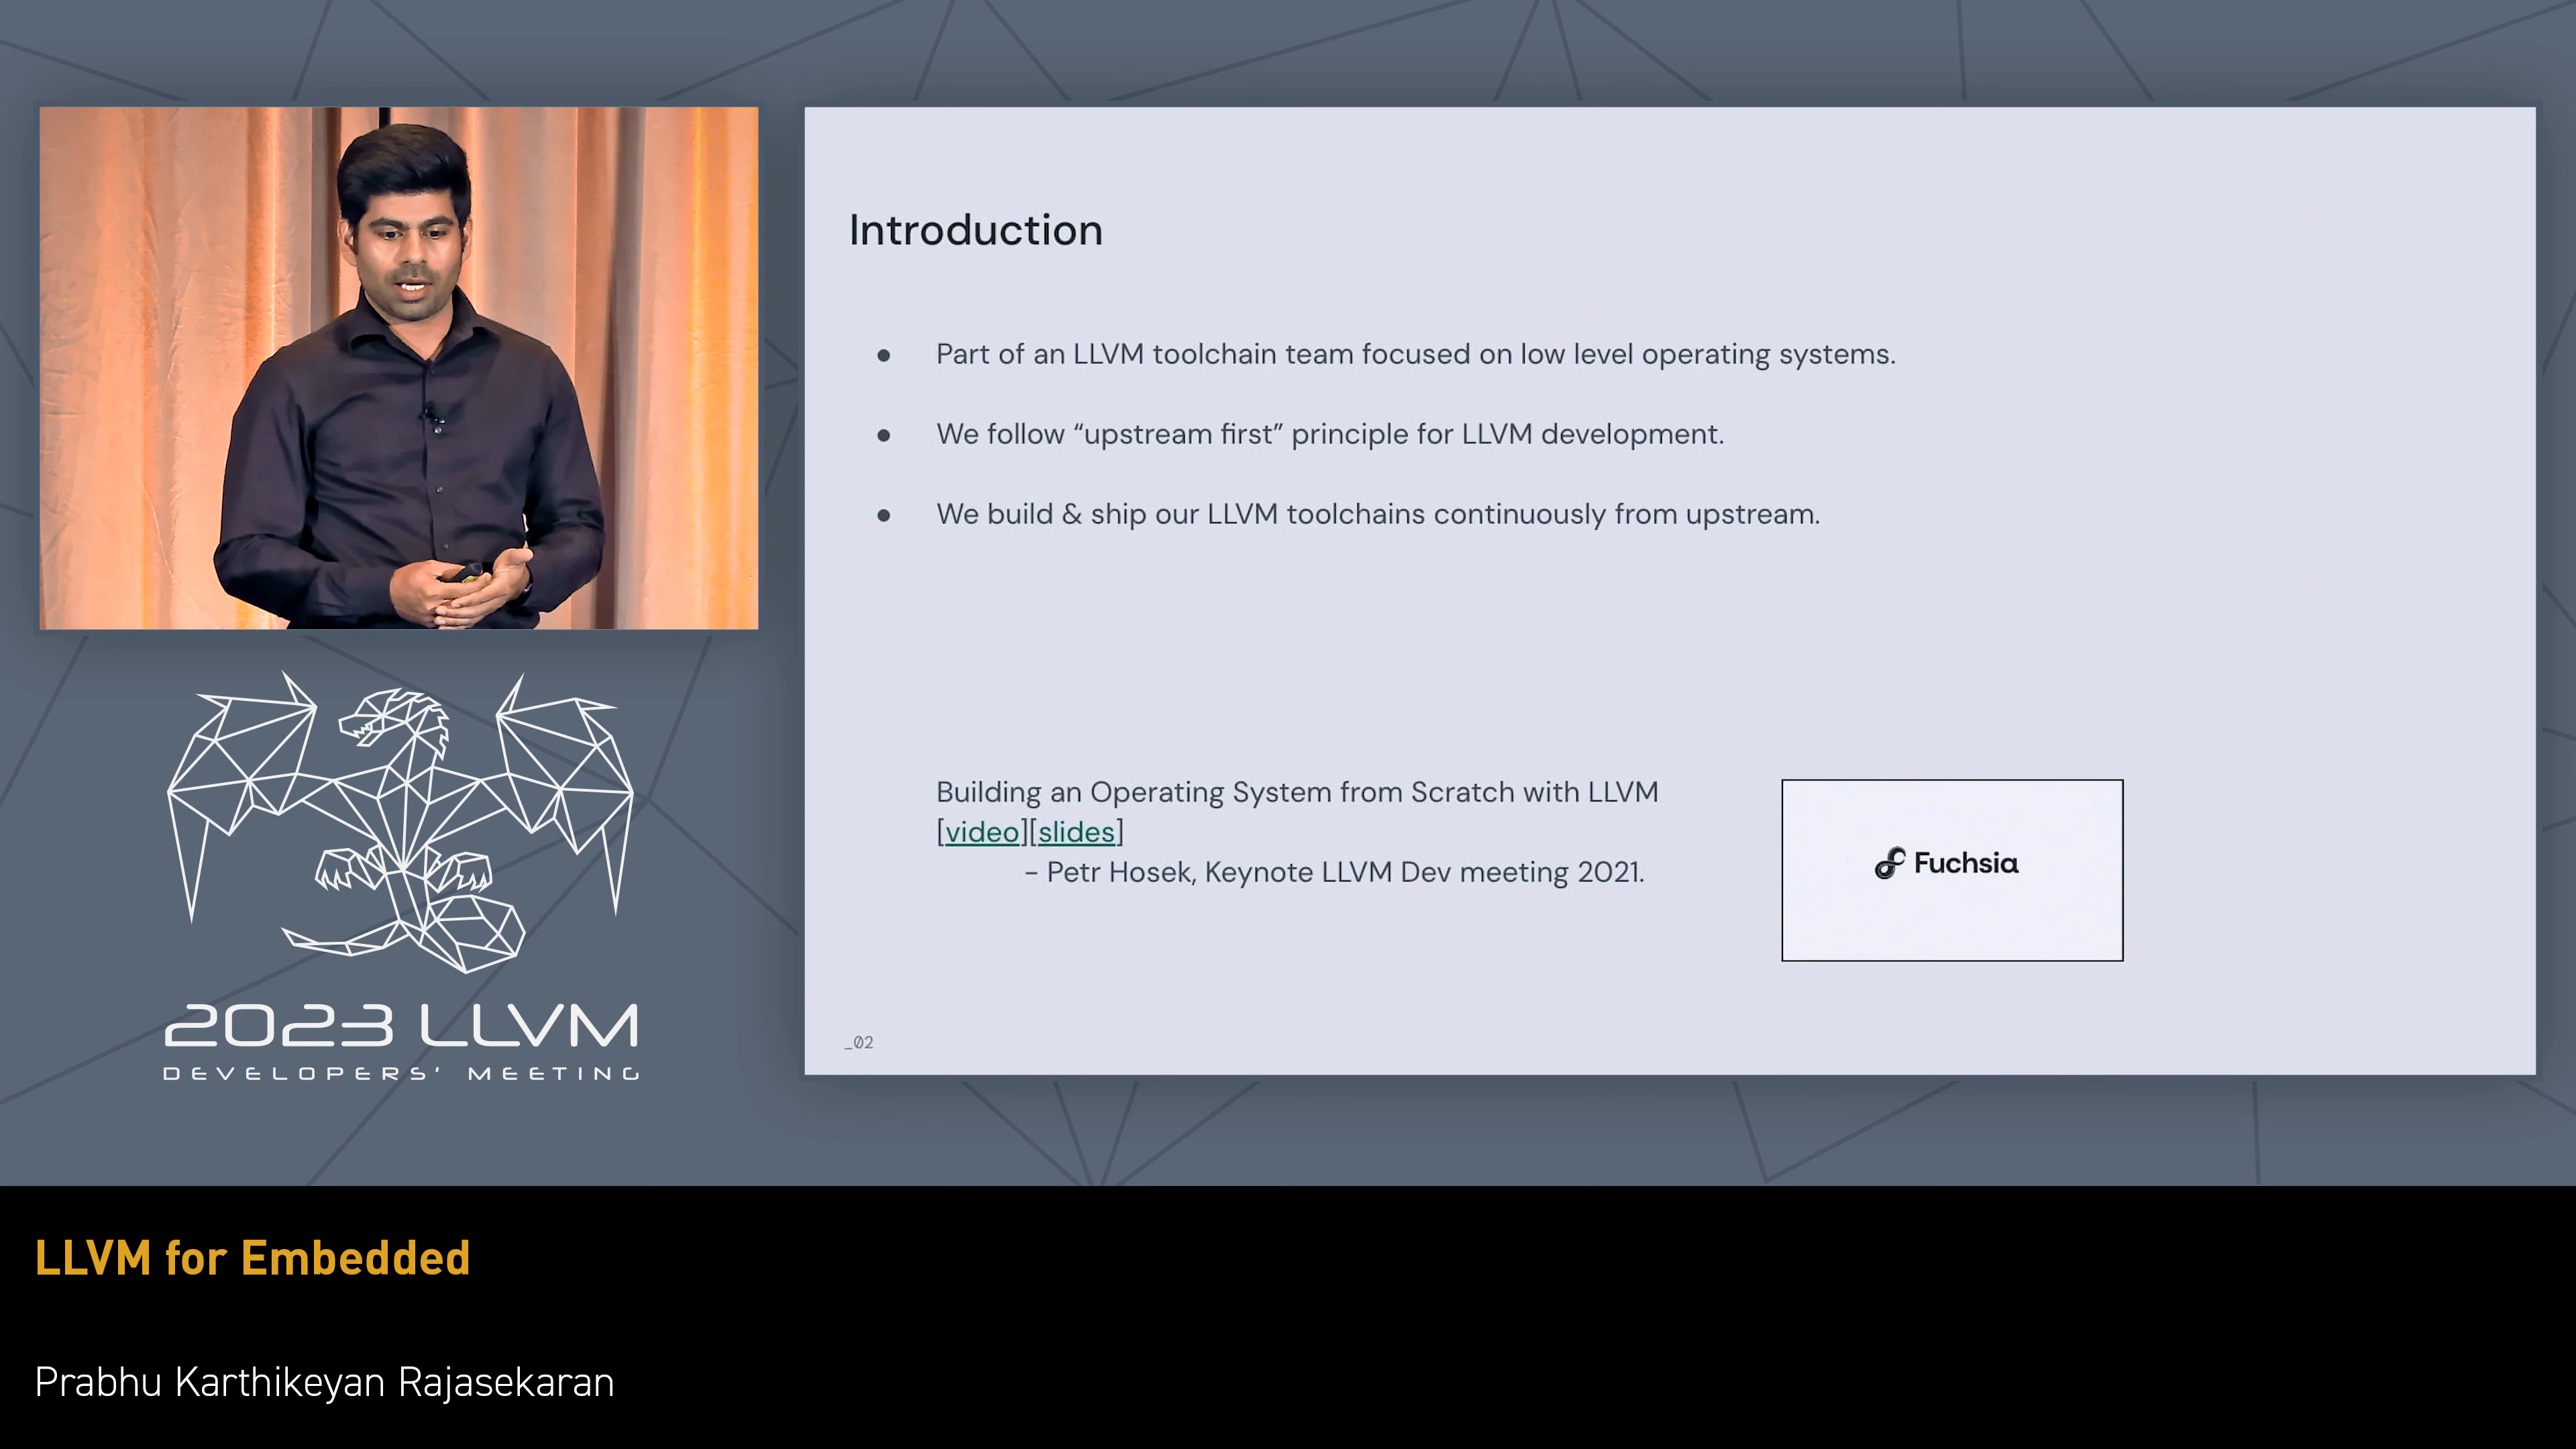 Introduction
● Part of an LLVM toolchain team focused on low level operating systems.
● We follow “upstream first” principle for LLVM development.
● We build & ship our LLVM toolchains continuously from upstream.
Building an Operating System from Scratch with LLVM
[video][slides]
– Petr Hosek, Keynote LLVM Dev meeting 2021.
Fuchsia
_02
2023 LLVM
DEVELOPERS' MEETING
LLVM for Embedded
Prabhu Karthikeyan Rajasekaran